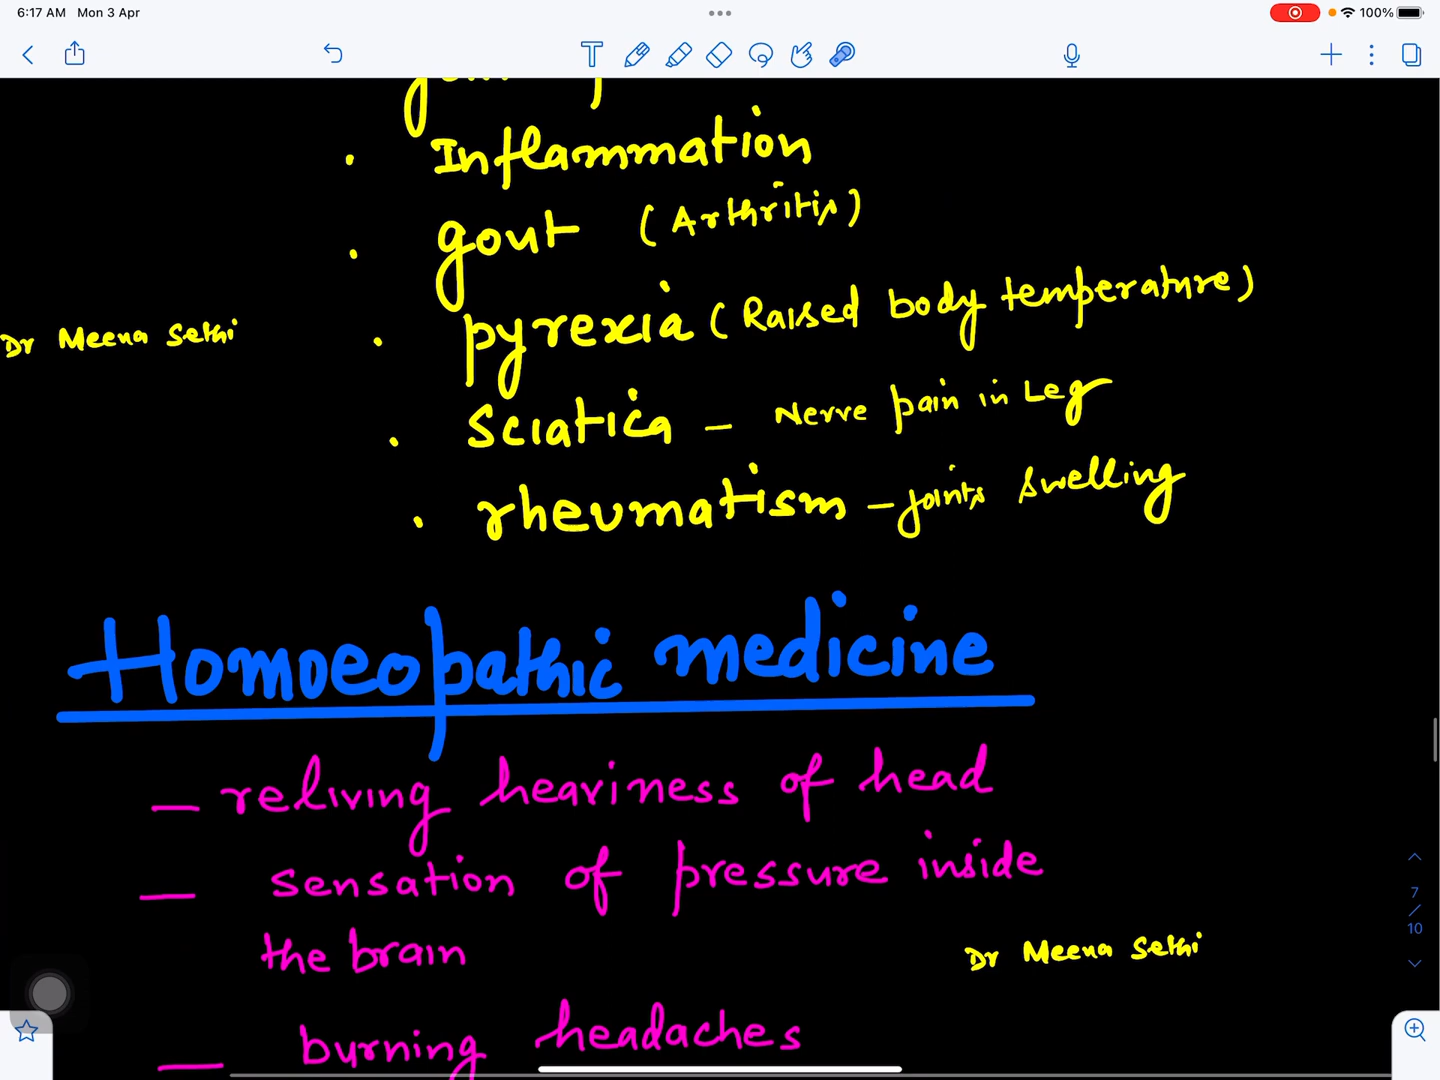 6:17 AM Mon 3 Apr
100%
. Inflammation
. gout (Arthritis)
. pyrexia (Raised body temperature)
Dr Meena Sethi
. Sciatica - Nerve pain in Leg
. rheumatism - joints swelling
Homoeopathic medicine
- reliving heaviness of head
- sensation of pressure inside
the brain
Dr Meena Sethi
- burning headaches
7
/
10